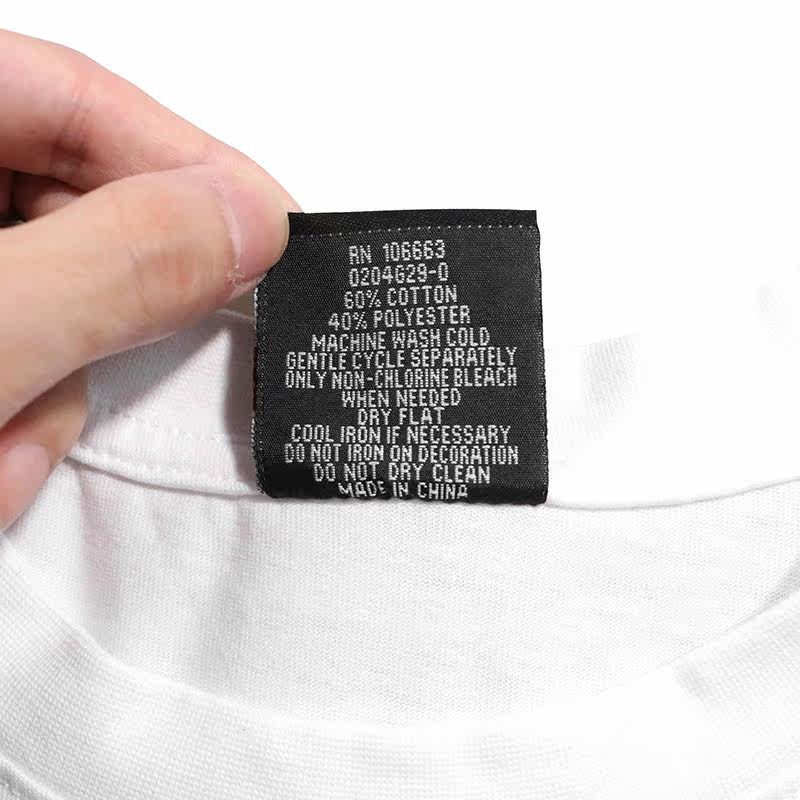 RN 106663
0204629-0
60% COTTON
40% POLYESTER
MACHINE WASH COLD
GENTLE CYCLE SEPARATELY
ONLY NON-CHLORINE BLEACH
WHEN NEEDED
DRY FLAT
COOL IRON IF NECESSARY
DO NOT IRON ON DECORATION
DO NOT DRY CLEAN
MADE IN CHINA